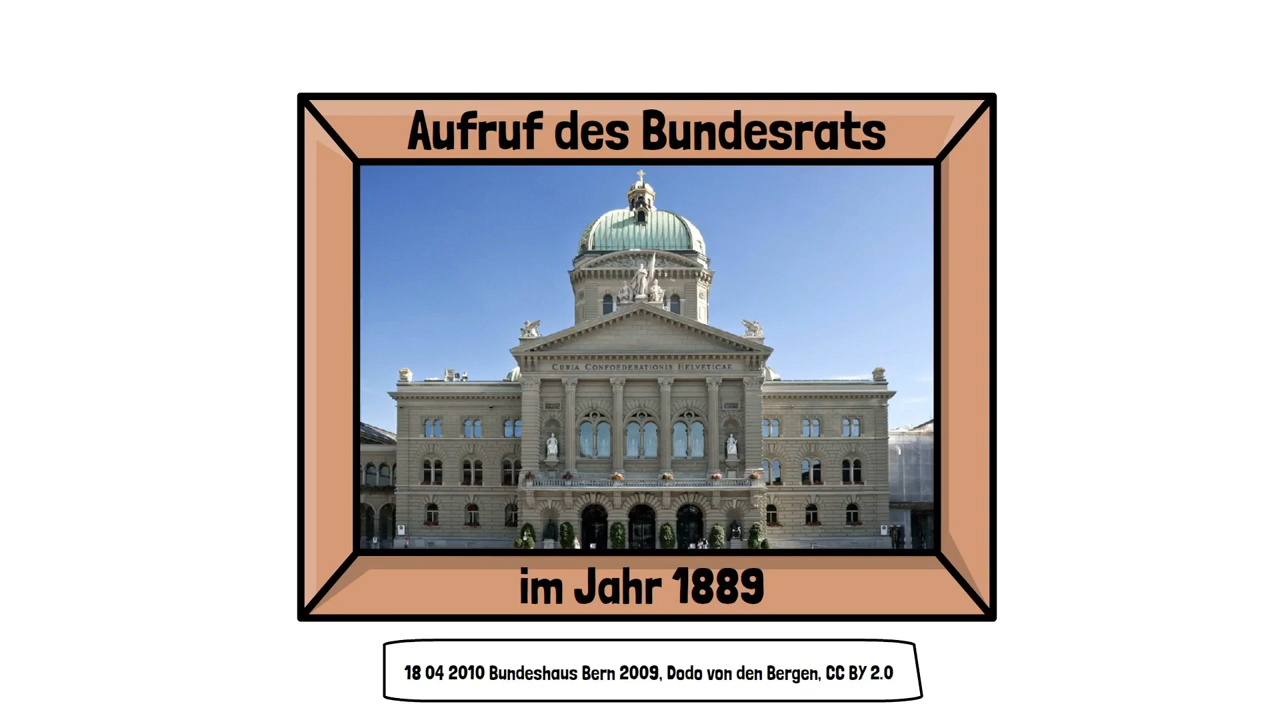 Aufruf des Bundesrats
CURIA CONFOEDERATIONIS HELVETICAE
im Jahr 1889
18 04 2010 Bundeshaus Bern 2009, Dodo von den Bergen, CC BY 2.0